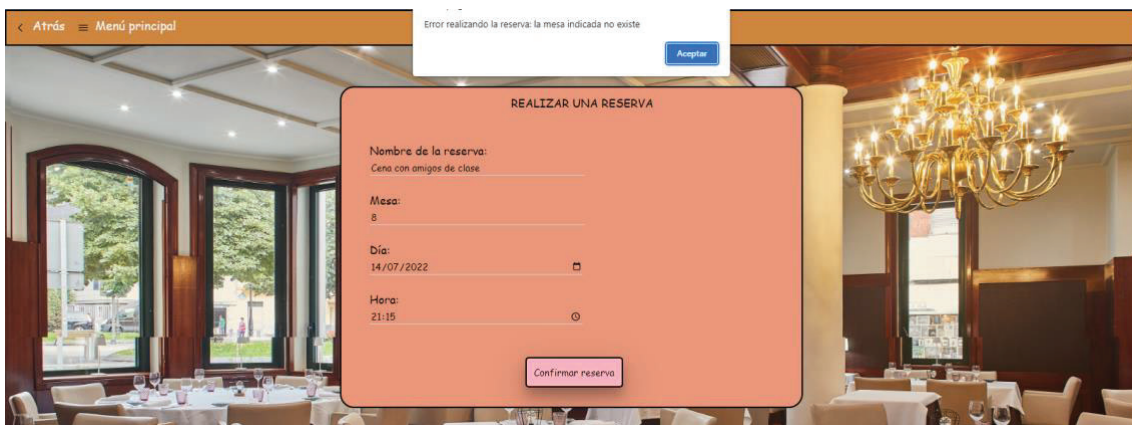 Error realizando la reserva: la mesa indicada no existe
Aceptar
Atrás Menú principal
REALIZAR UNA RESERVA
Nombre de la reserva:
Cena con amigos de clase
Mesa:
8
Día:
14/07/2022
Hora:
21:15
Confirmar reserva